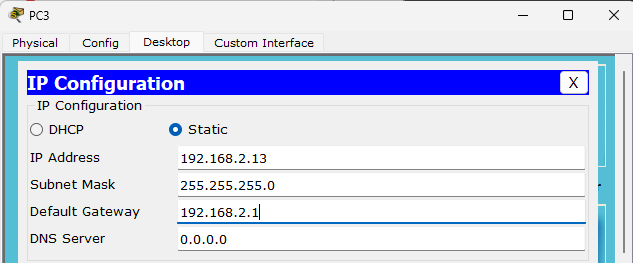 PC3
Physical Config Desktop Custom Interface
IP Configuration X
IP Configuration
DHCP Static
IP Address 192.168.2.13
Subnet Mask 255.255.255.0
Default Gateway 192.168.2.1
DNS Server 0.0.0.0